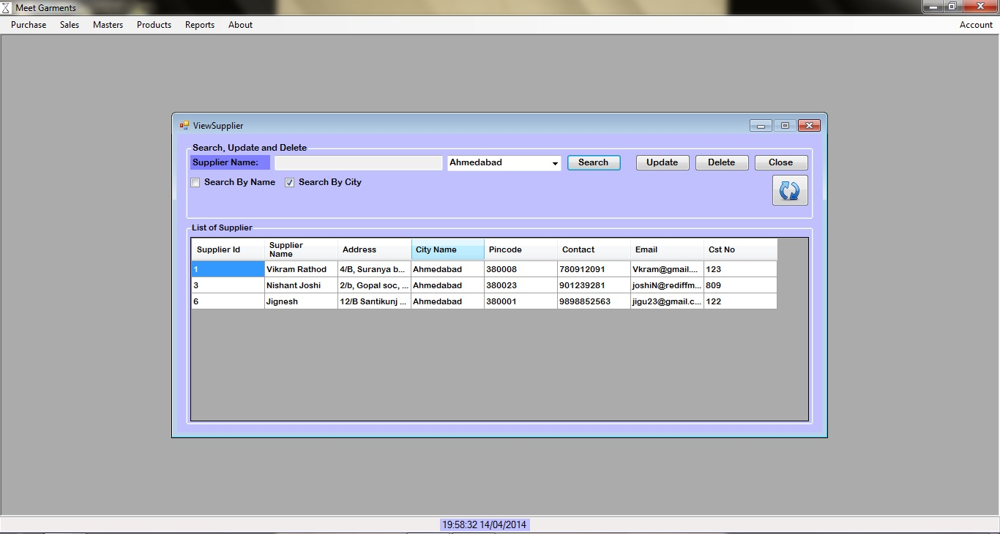 Meet Garments
Purchase Sales Masters Products Reports About Account
ViewSupplier
Search, Update and Delete
Supplier Name: Ahmedabad Search Update Delete Close
Search By Name Search By City
List of Supplier
Supplier Id Supplier Name Address City Name Pincode Contact Email Cst No
1 Vikram Rathod 4/B, Suranya b... Ahmedabad 380008 780912091 Vkram@gmail.... 123
3 Nishant Joshi 2/b, Gopal soc, ... Ahmedabad 380023 901239281 joshiN@rediffm... 809
6 Jignesh 12/B Santikunj ... Ahmedabad 380001 9898852563 jigu23@gmail.c... 122
19:58:32 14/04/2014